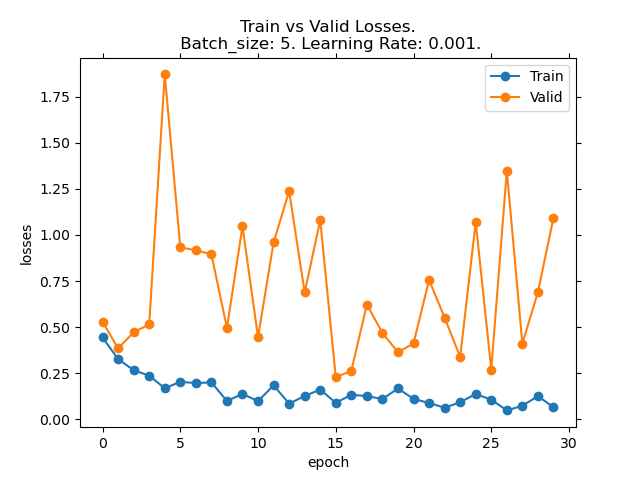 Train vs Valid Losses.
Batch_size: 5. Learning Rate: 0.001.
Train
Valid
1.75
1.50
1.25
1.00
0.75
0.50
0.25
0.00
losses
0 5 10 15 20 25 30
epoch